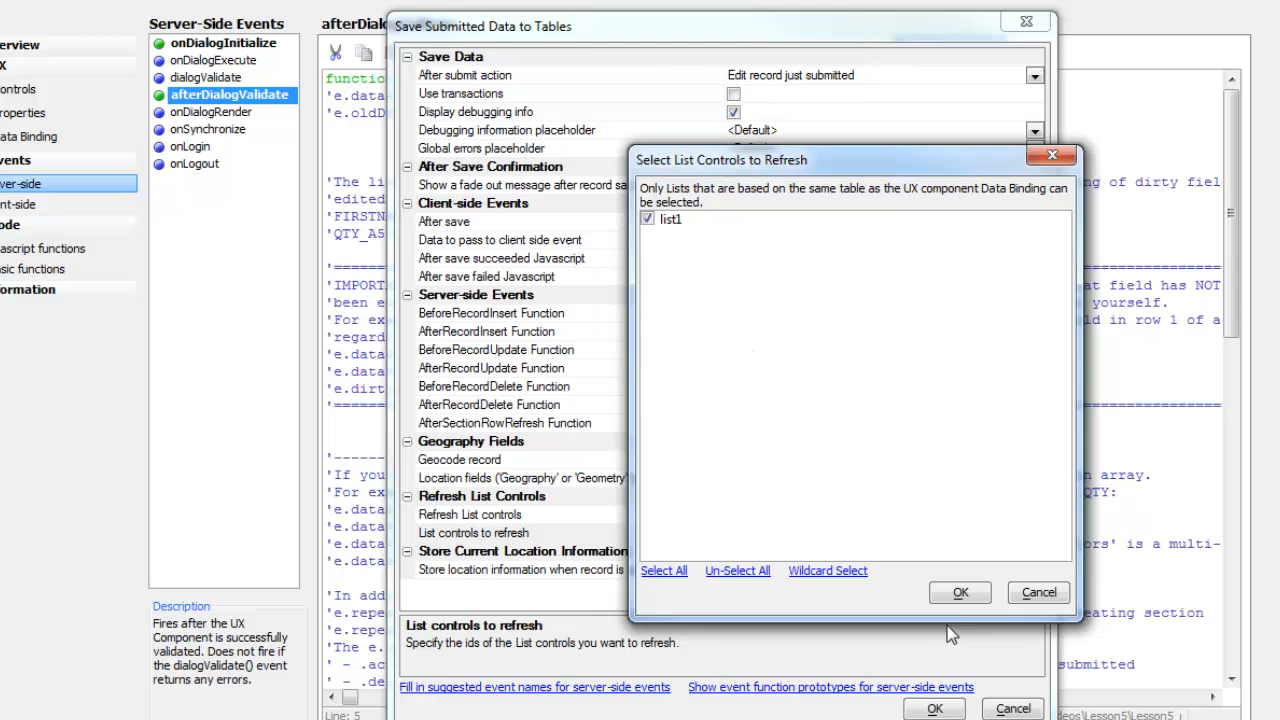 Server-Side Events
onDialogInitialize
onDialogExecute
dialogValidate
afterDialogValidate
onDialogRender
onSynchronize
onLogin
onLogout
Description
Fires after the UX
Component is successfully
validated. Does not fire if
the dialogValidate() event
returns any errors.
erview
X
ontrols
roperties
ata Binding
vents
ver-side
ent-side
ode
ascript functions
asic functions
formation
afterDialo
functio
'e.data
'e.oldD
'The li
'edited
'FIRSTN
'QTY_A5
'IMPORT
'been e
'For ex
'regard
'e.data
'e.data
'e.dirt
'If you
'For ex
'e.data
'e.data
'e.data
'e.data
'In add
'e.repe
'e.repe
'The e.
' - .ac
' - .de
Line: 5
Save Submitted Data to Tables
Save Data
After submit action Edit record just submitted
Use transactions
Display debugging info
Debugging information placeholder <Default>
Global errors placeholder
After Save Confirmation
Show a fade out message after record sa
Client-side Events
After save
Data to pass to client side event
After save succeeded Javascript
After save failed Javascript
Server-side Events
BeforeRecordInsert Function
AfterRecordInsert Function
BeforeRecordUpdate Function
AfterRecordUpdate Function
BeforeRecordDelete Function
AfterRecordDelete Function
AfterSectionRowRefresh Function
Geography Fields
Geocode record
Location fields ('Geography' or 'Geometry'
Refresh List Controls
Refresh List controls
List controls to refresh
Store Current Location Information
Store location information when record is
List controls to refresh
Specify the ids of the List controls you want to refresh.
Fill in suggested event names for server-side events Show event function prototypes for server-side events
OK Cancel
Select List Controls to Refresh
Only Lists that are based on the same table as the UX component Data Binding can
be selected.
list1
Select All Un-Select All Wildcard Select
OK Cancel
ng of dirty fiel
at field has NOT
yourself.
ld in row 1 of a
n array.
QTY:
ors' is a multi-
eating section
submitted
deos\Lesson5\Lesson5